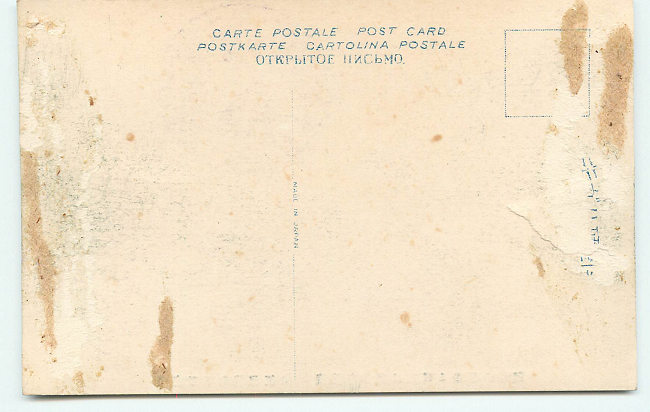 CARTE POSTALE POST CARD
POSTKARTE CARTOLINA POSTALE
ОТКРЫТОЕ ПИСЬМО.
MADE IN JAPAN